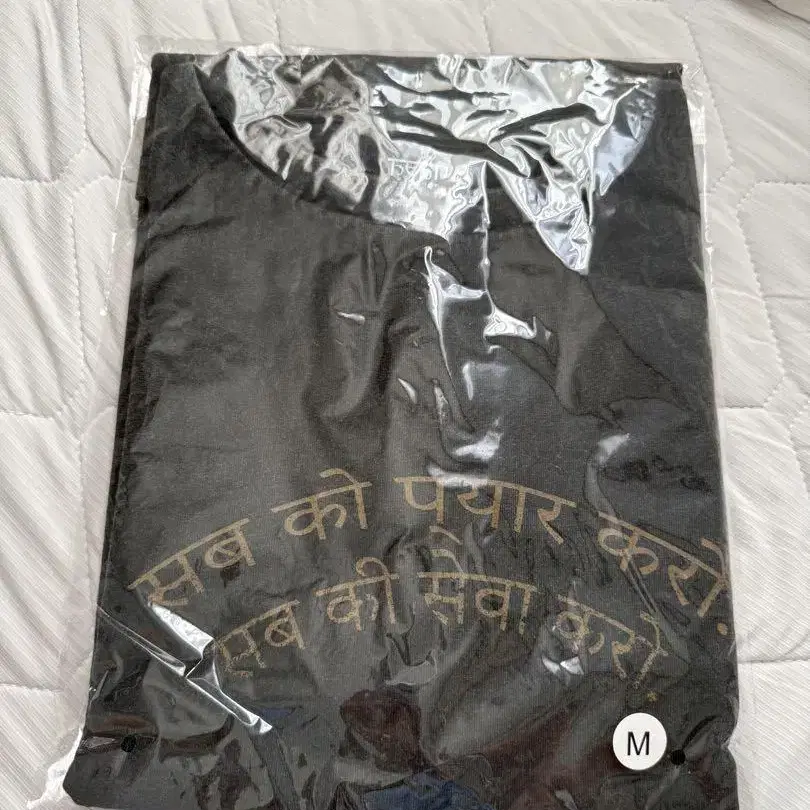 सब को प्‌यार करो.
सब की सेवा करो.
M